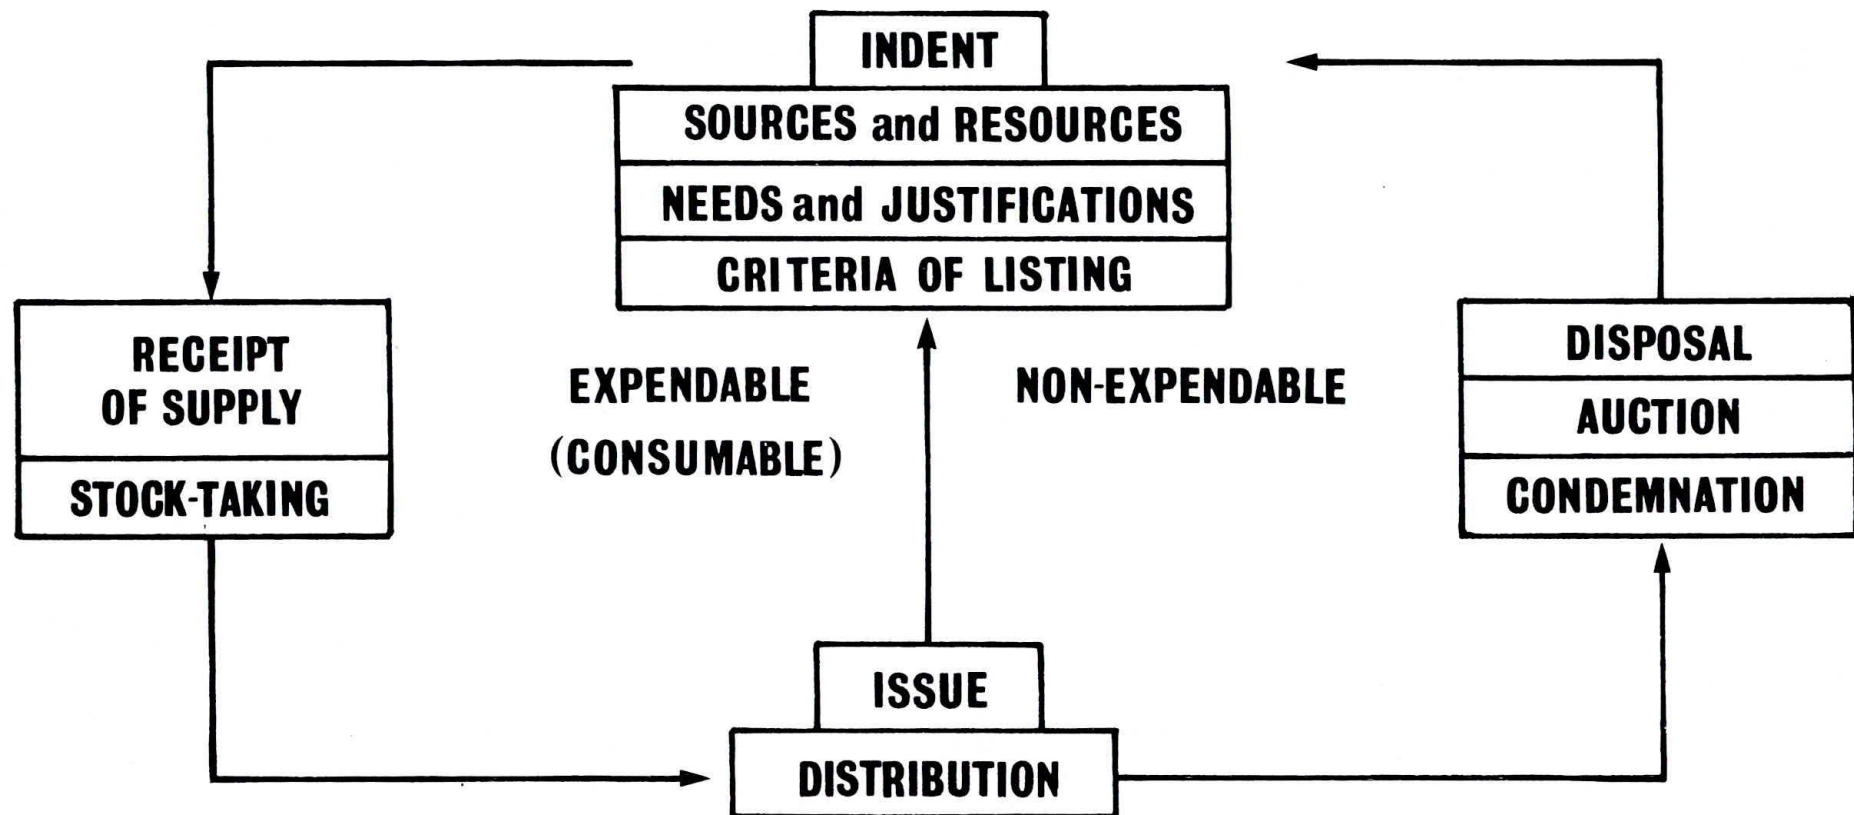 INDENT
SOURCES and RESOURCES
NEEDS and JUSTIFICATIONS
CRITERIA OF LISTING
RECEIPT
OF SUPPLY
STOCK-TAKING
EXPENDABLE
(CONSUMABLE)
NON-EXPENDABLE
DISPOSAL
AUCTION
CONDEMNATION
ISSUE
DISTRIBUTION